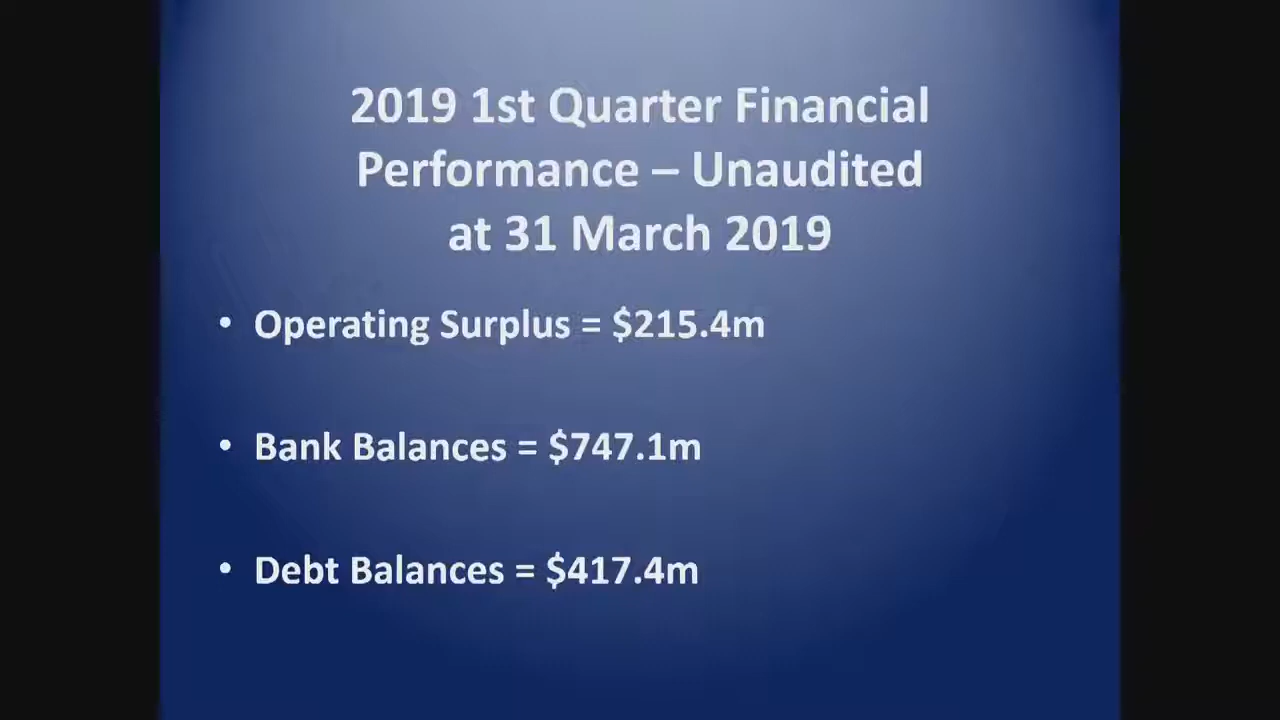 2019 1st Quarter Financial
Performance – Unaudited
at 31 March 2019
• Operating Surplus = $215.4m
• Bank Balances = $747.1m
• Debt Balances = $417.4m